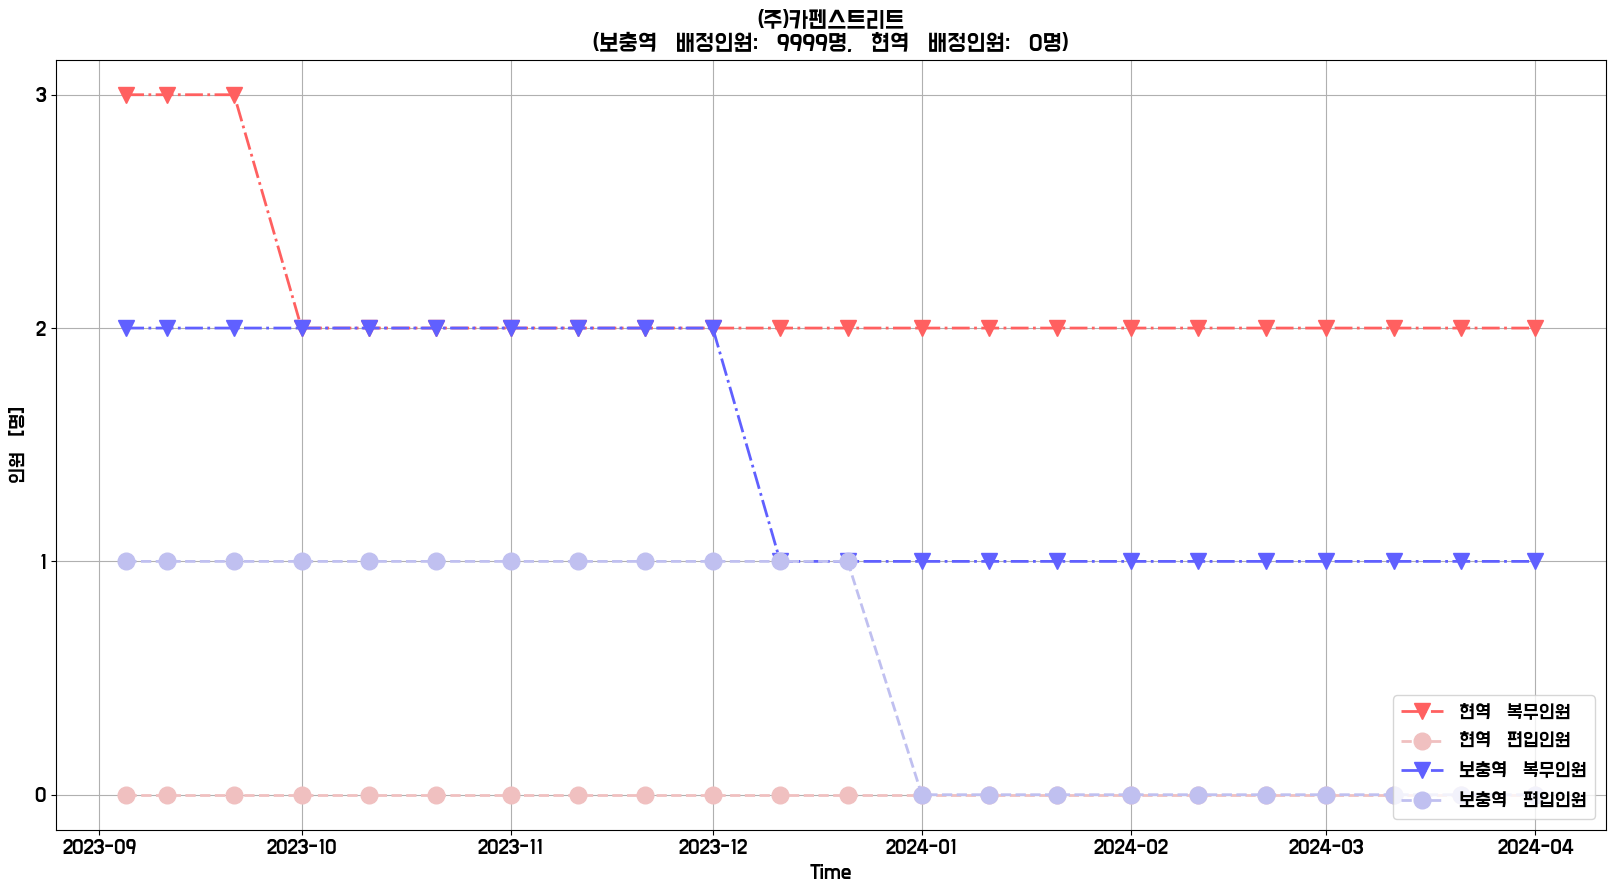 (주)카펜스트리트
(보충역 배정인원: 9999명, 현역 배정인원: 0명)
3
2
1
0
인원 [명]
2023-09 2023-10 2023-11 2023-12 2024-01 2024-02 2024-03 2024-04
Time
현역 복무인원
현역 편입인원
보충역 복무인원
보충역 편입인원